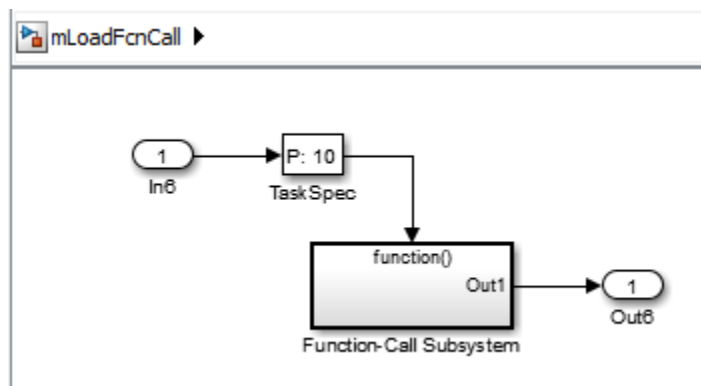 mLoadFcnCall
1
In6
P: 10
TaskSpec
function()
Out1
Function-Call Subsystem
1
Out6